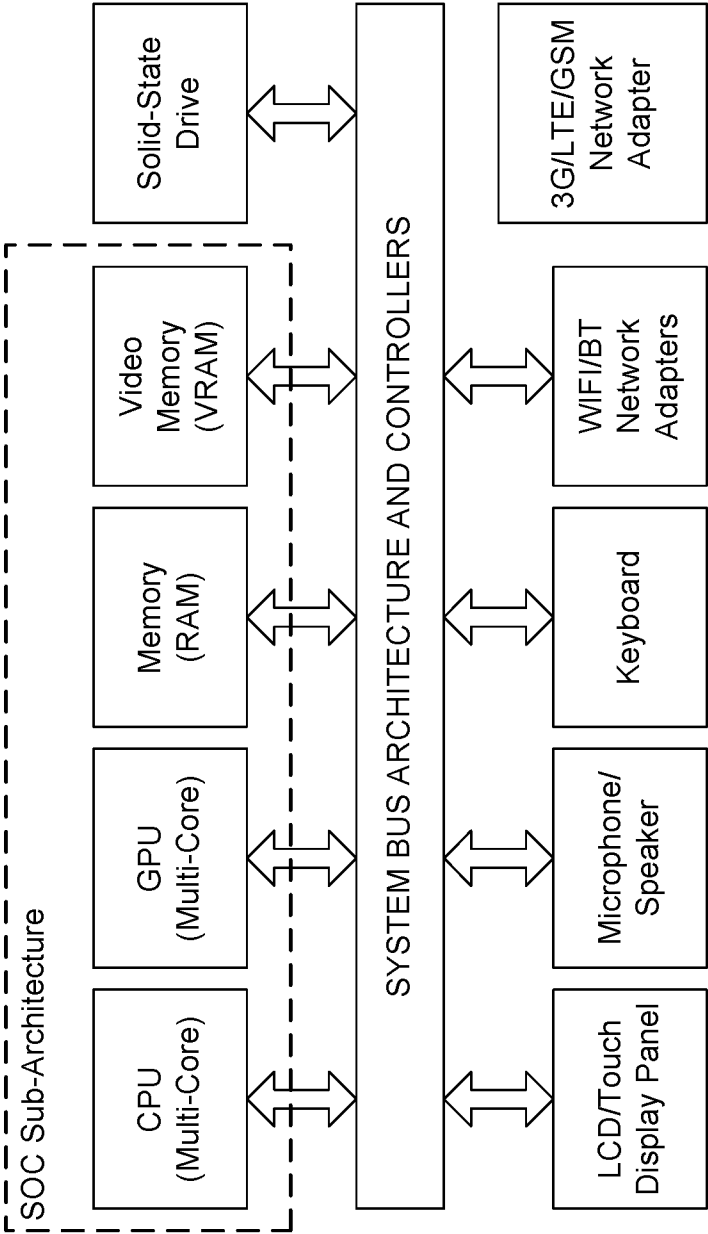 SOC Sub-Architecture
CPU
(Multi-Core)
GPU
(Multi-Core)
Memory
(RAM)
Video
Memory
(VRAM)
Solid-State
Drive
SYSTEM BUS ARCHITECTURE AND CONTROLLERS
LCD/Touch
Display Panel
Microphone/
Speaker
Keyboard
WIFI/BT
Network
Adapters
3G/LTE/GSM
Network
Adapter